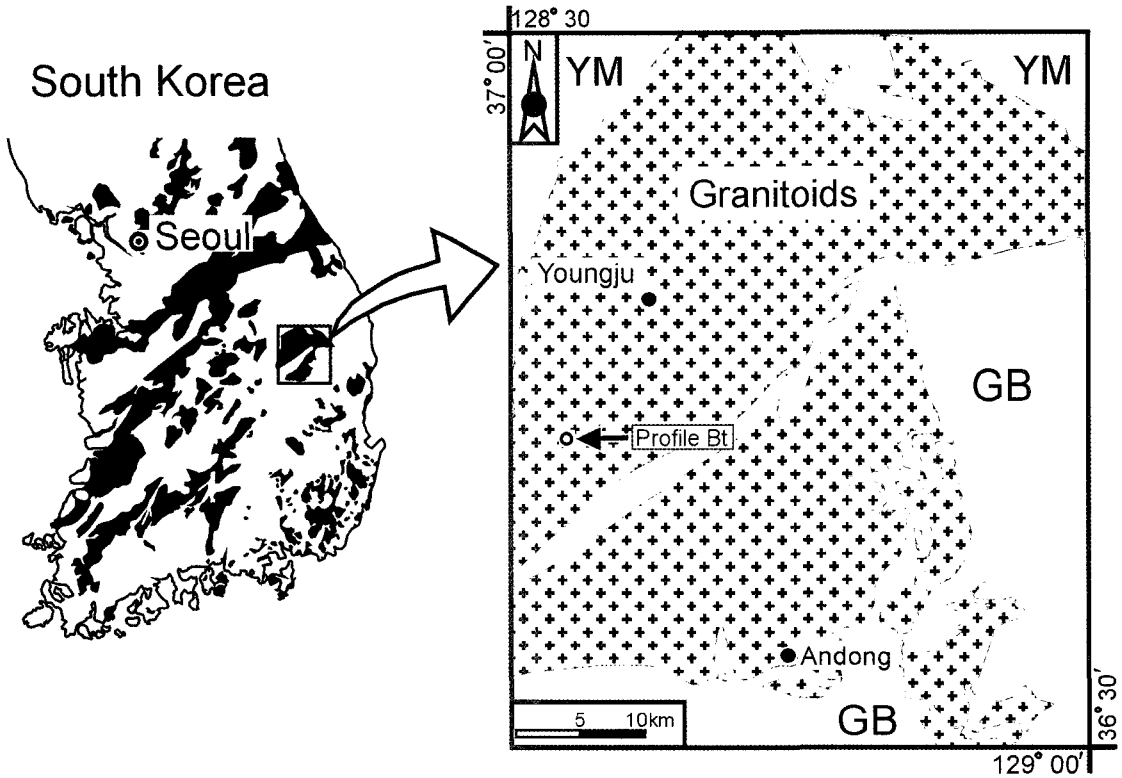 South Korea
Seoul
128° 30
37° 00′
N
YM
YM
Granitoids
Youngju
GB
Profile Bt
Andong
GB
5 10km
36° 30′
129° 00′